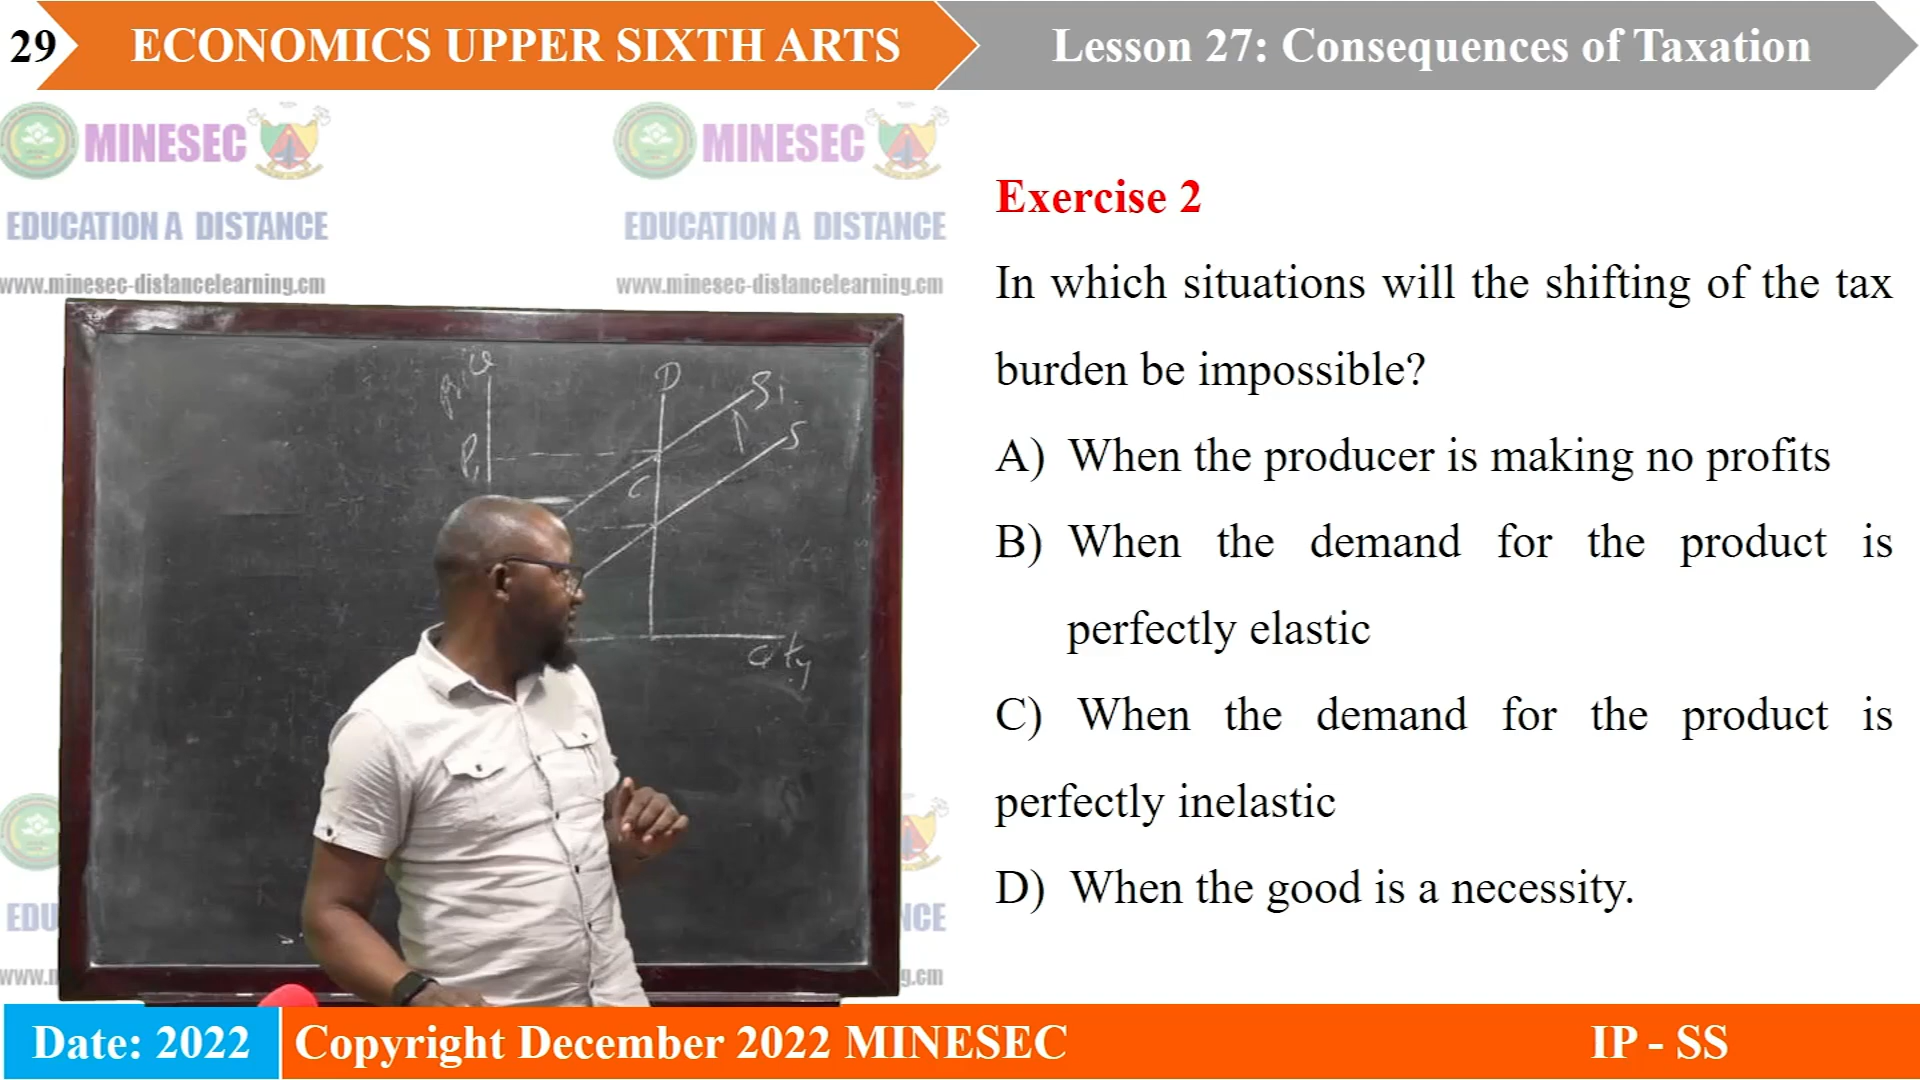 29
ECONOMICS UPPER SIXTH ARTS
Lesson 27: Consequences of Taxation
MINESEC
MINESEC
EDUCATION A DISTANCE
EDUCATION A DISTANCE
www.minesec-distancelearning.cm
www.minesec-distancelearning.cm
Exercise 2
In which situations will the shifting of the tax
burden be impossible?
A) When the producer is making no profits
B) When the demand for the product is
perfectly elastic
C) When the demand for the product is
perfectly inelastic
D) When the good is a necessity.
D
S1
S
P1
C
Qty
EDU
NCE
www.m
g.cm
Date: 2022
Copyright December 2022 MINESEC
IP - SS